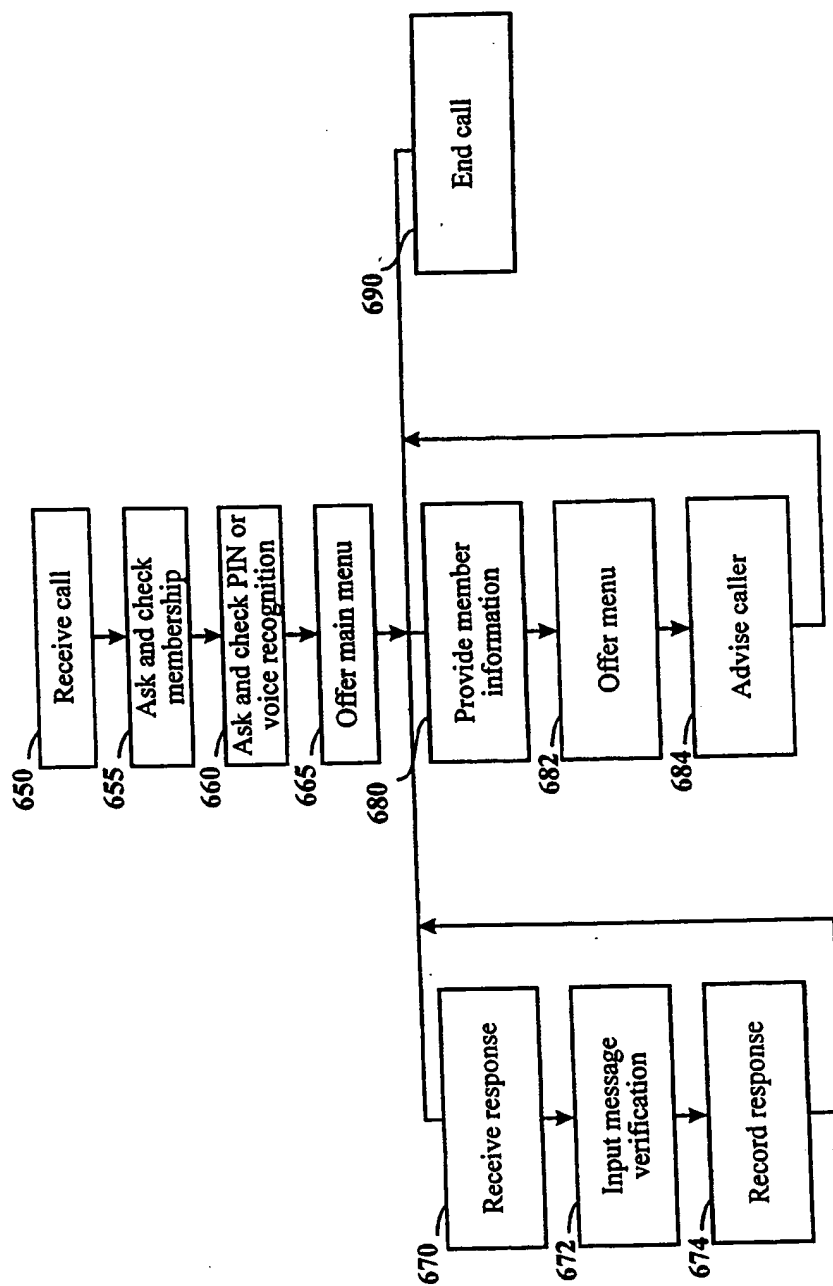 650
Receive call
655
Ask and check
membership
660
Ask and check PIN or
voice recognition
665
Offer main menu
670
Receive response
672
Input message
verification
674
Record response
680
Provide member
information
682
Offer menu
684
Advise caller
690
End call